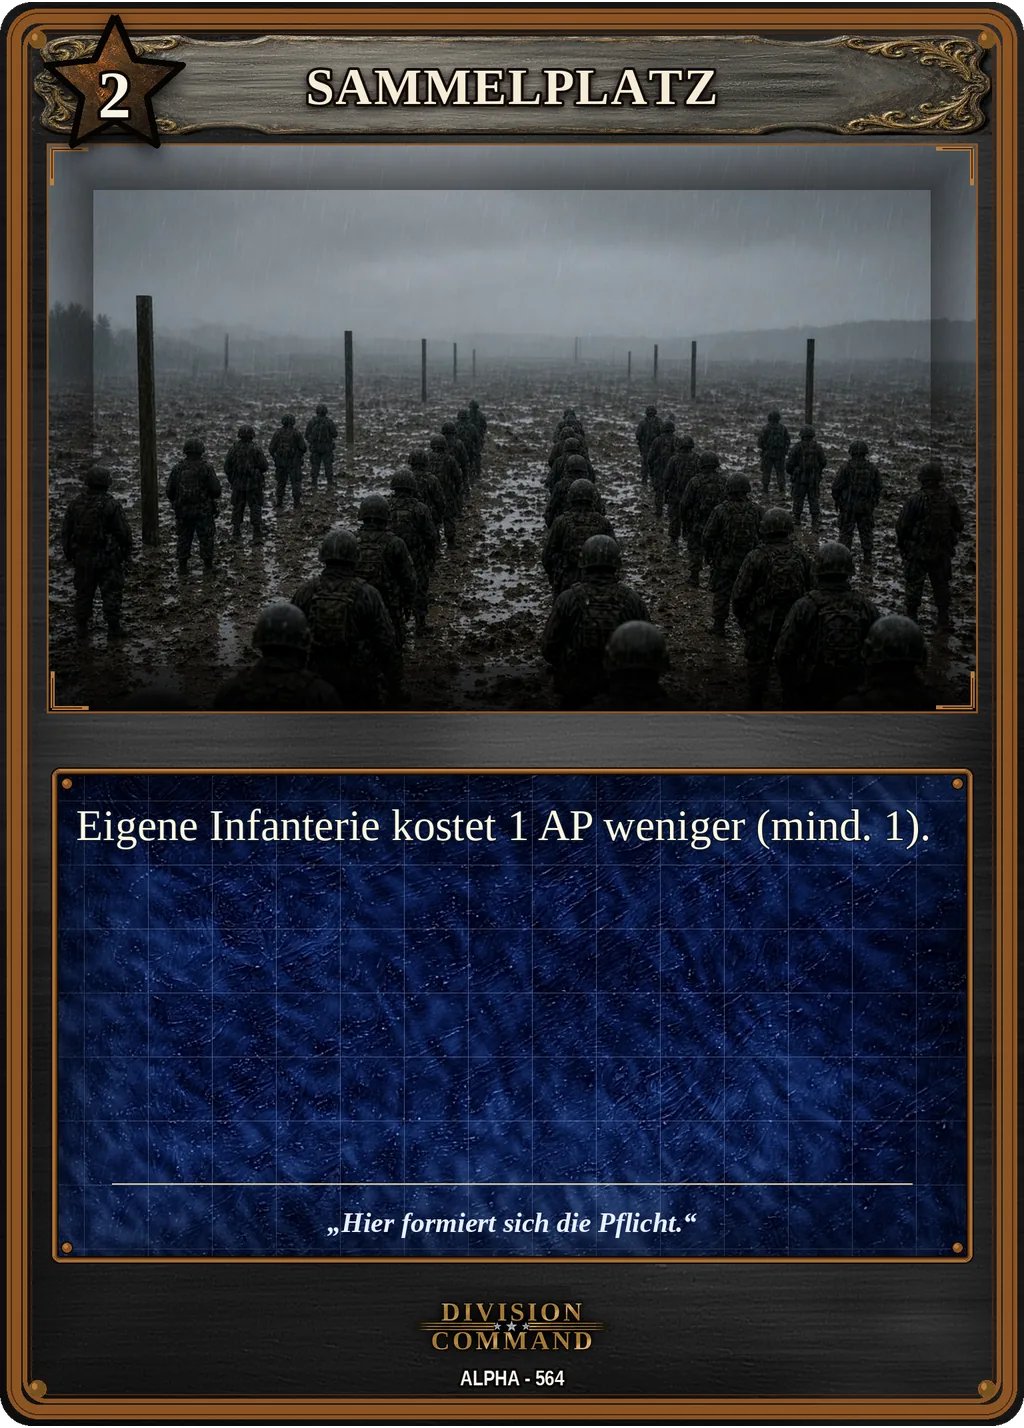 2
SAMMELPLATZ
Eigene Infanterie kostet 1 AP weniger (mind. 1).
„Hier formiert sich die Pflicht.“
DIVISION
COMMAND
ALPHA - 564